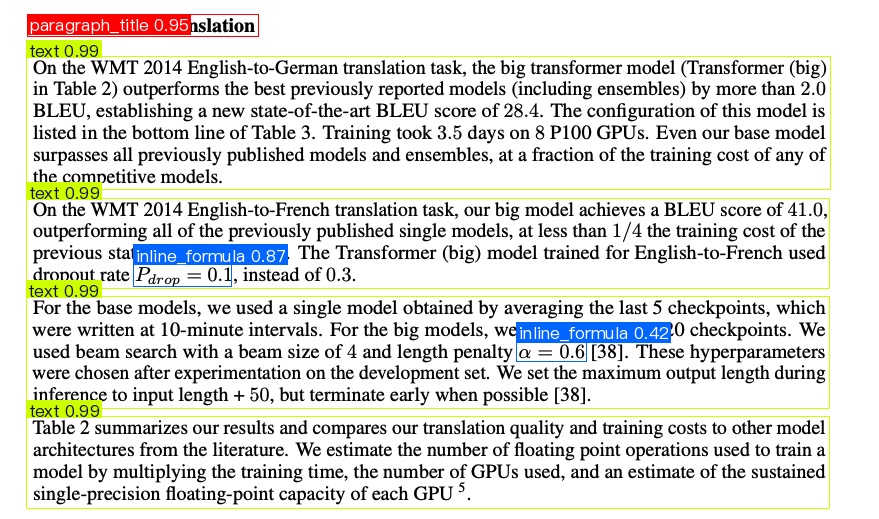 paragraph_title 0.95nslation
text 0.99
On the WMT 2014 English-to-German translation task, the big transformer model (Transformer (big)
in Table 2) outperforms the best previously reported models (including ensembles) by more than 2.0
BLEU, establishing a new state-of-the-art BLEU score of 28.4. The configuration of this model is
listed in the bottom line of Table 3. Training took 3.5 days on 8 P100 GPUs. Even our base model
surpasses all previously published models and ensembles, at a fraction of the training cost of any of
the competitive models.
text 0.99
On the WMT 2014 English-to-French translation task, our big model achieves a BLEU score of 41.0,
outperforming all of the previously published single models, at less than 1/4 the training cost of the
previous stat inline_formula 0.87. The Transformer (big) model trained for English-to-French used
dropout rate P_drop = 0.1, instead of 0.3.
text 0.99
For the base models, we used a single model obtained by averaging the last 5 checkpoints, which
were written at 10-minute intervals. For the big models, we inline_formula 0.42 0 checkpoints. We
used beam search with a beam size of 4 and length penalty α = 0.6 [38]. These hyperparameters
were chosen after experimentation on the development set. We set the maximum output length during
inference to input length + 50, but terminate early when possible [38].
text 0.99
Table 2 summarizes our results and compares our translation quality and training costs to other model
architectures from the literature. We estimate the number of floating point operations used to train a
model by multiplying the training time, the number of GPUs used, and an estimate of the sustained
single-precision floating-point capacity of each GPU 5.